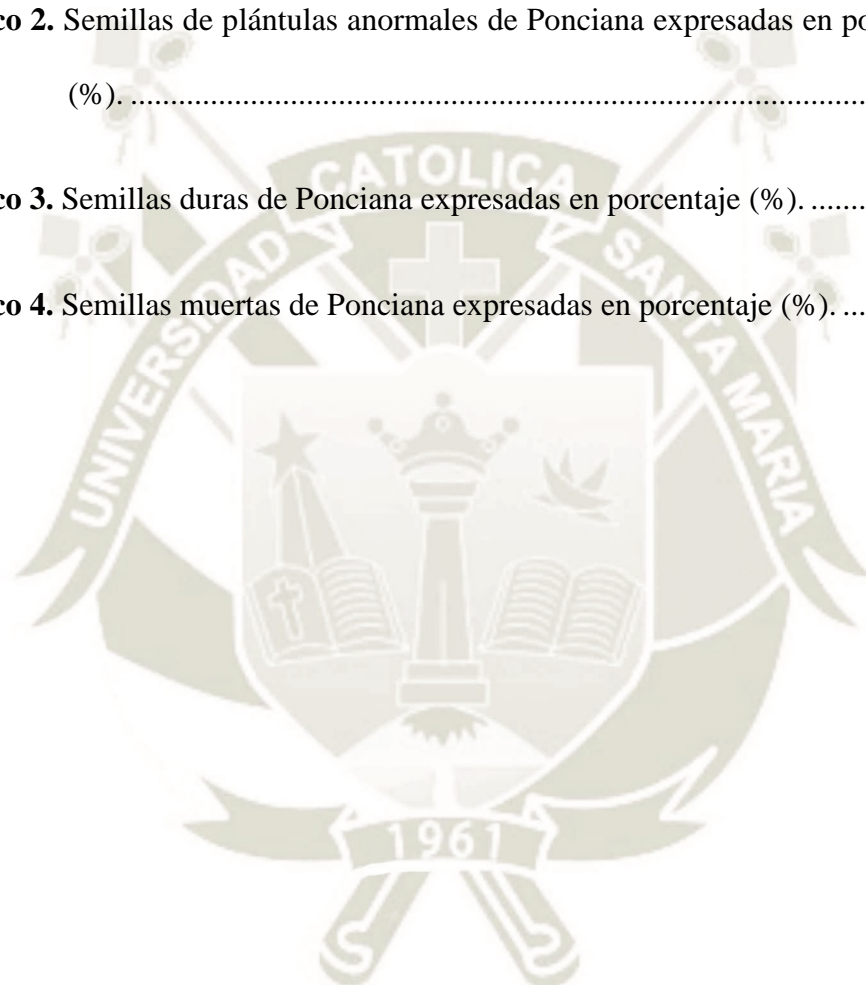 co 2. Semillas de plántulas anormales de Ponciana expresadas en po
(%). ..........................................................................................
co 3. Semillas duras de Ponciana expresadas en porcentaje (%). .......
co 4. Semillas muertas de Ponciana expresadas en porcentaje (%). ...
UNIVERSIDAD CATOLICA SANTA MARIA
1961